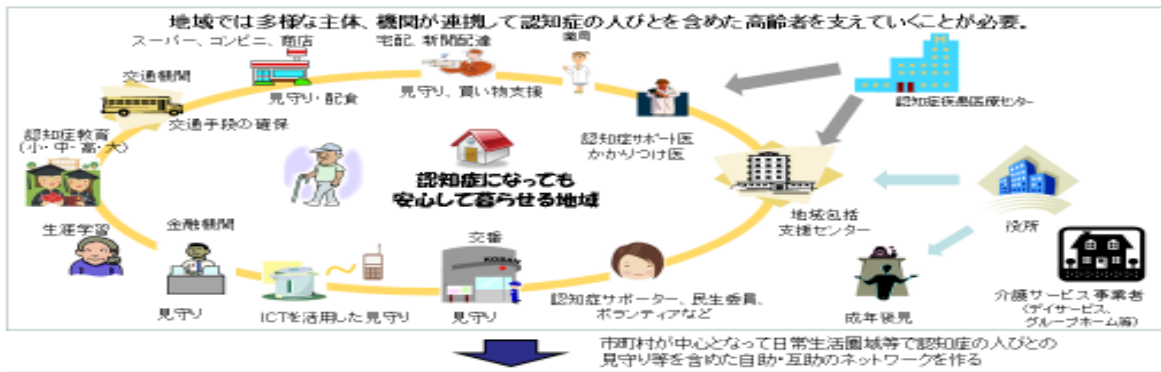 地域では多様な主体、機関が連携して認知症の人びとを含めた高齢者を支えていくことが必要。
スーパー、コンビニ、商店
宅配、新聞配達
薬局
交通機関
見守り・配食
見守り、買い物支援
認知症疾患医療センター
交通手段の確保
認知症教育
(小・中・高・大)
認知症サポート医
かかりつけ医
認知症になっても
安心して暮らせる地域
地域包括
支援センター
役所
生涯学習
金融機関
交番
KOBAN
認知症サポーター、民生委員、
ボランティアなど
介護サービス事業者
(デイサービス、
グループホーム等)
見守り
ICTを活用した見守り
見守り
成年後見
市町村が中心となって日常生活圏域等で認知症の人びとの
見守り等を含めた自助・互助のネットワークを作る